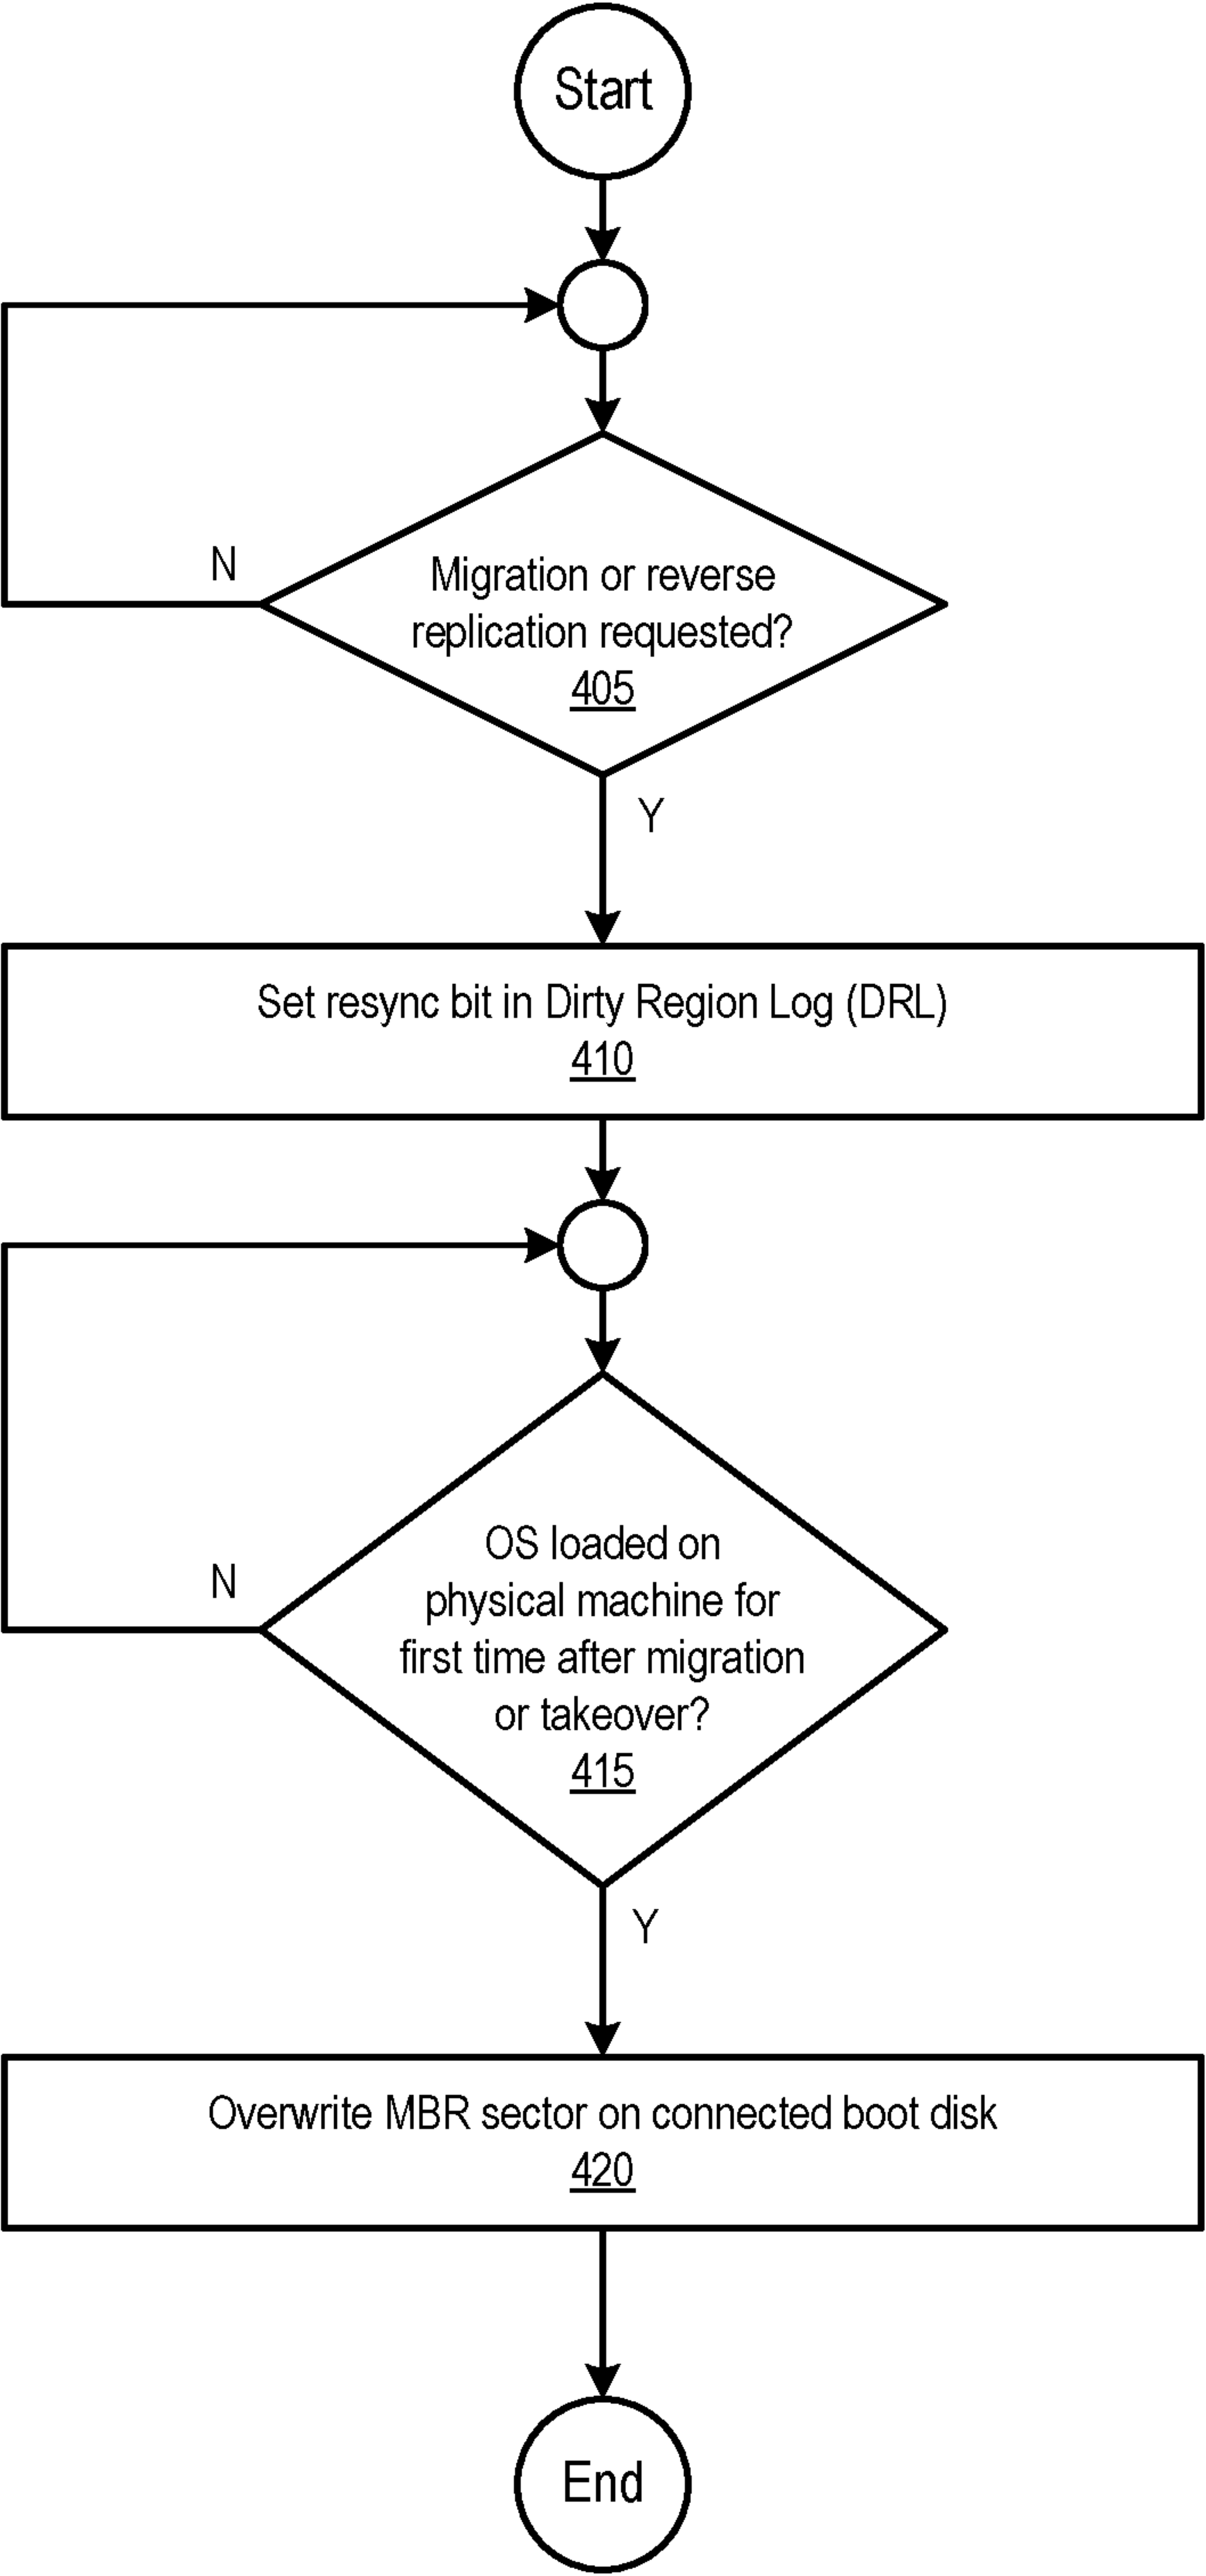 Start
Migration or reverse
replication requested?
405
N
Y
Set resync bit in Dirty Region Log (DRL)
410
OS loaded on
physical machine for
first time after migration
or takeover?
415
N
Y
Overwrite MBR sector on connected boot disk
420
End